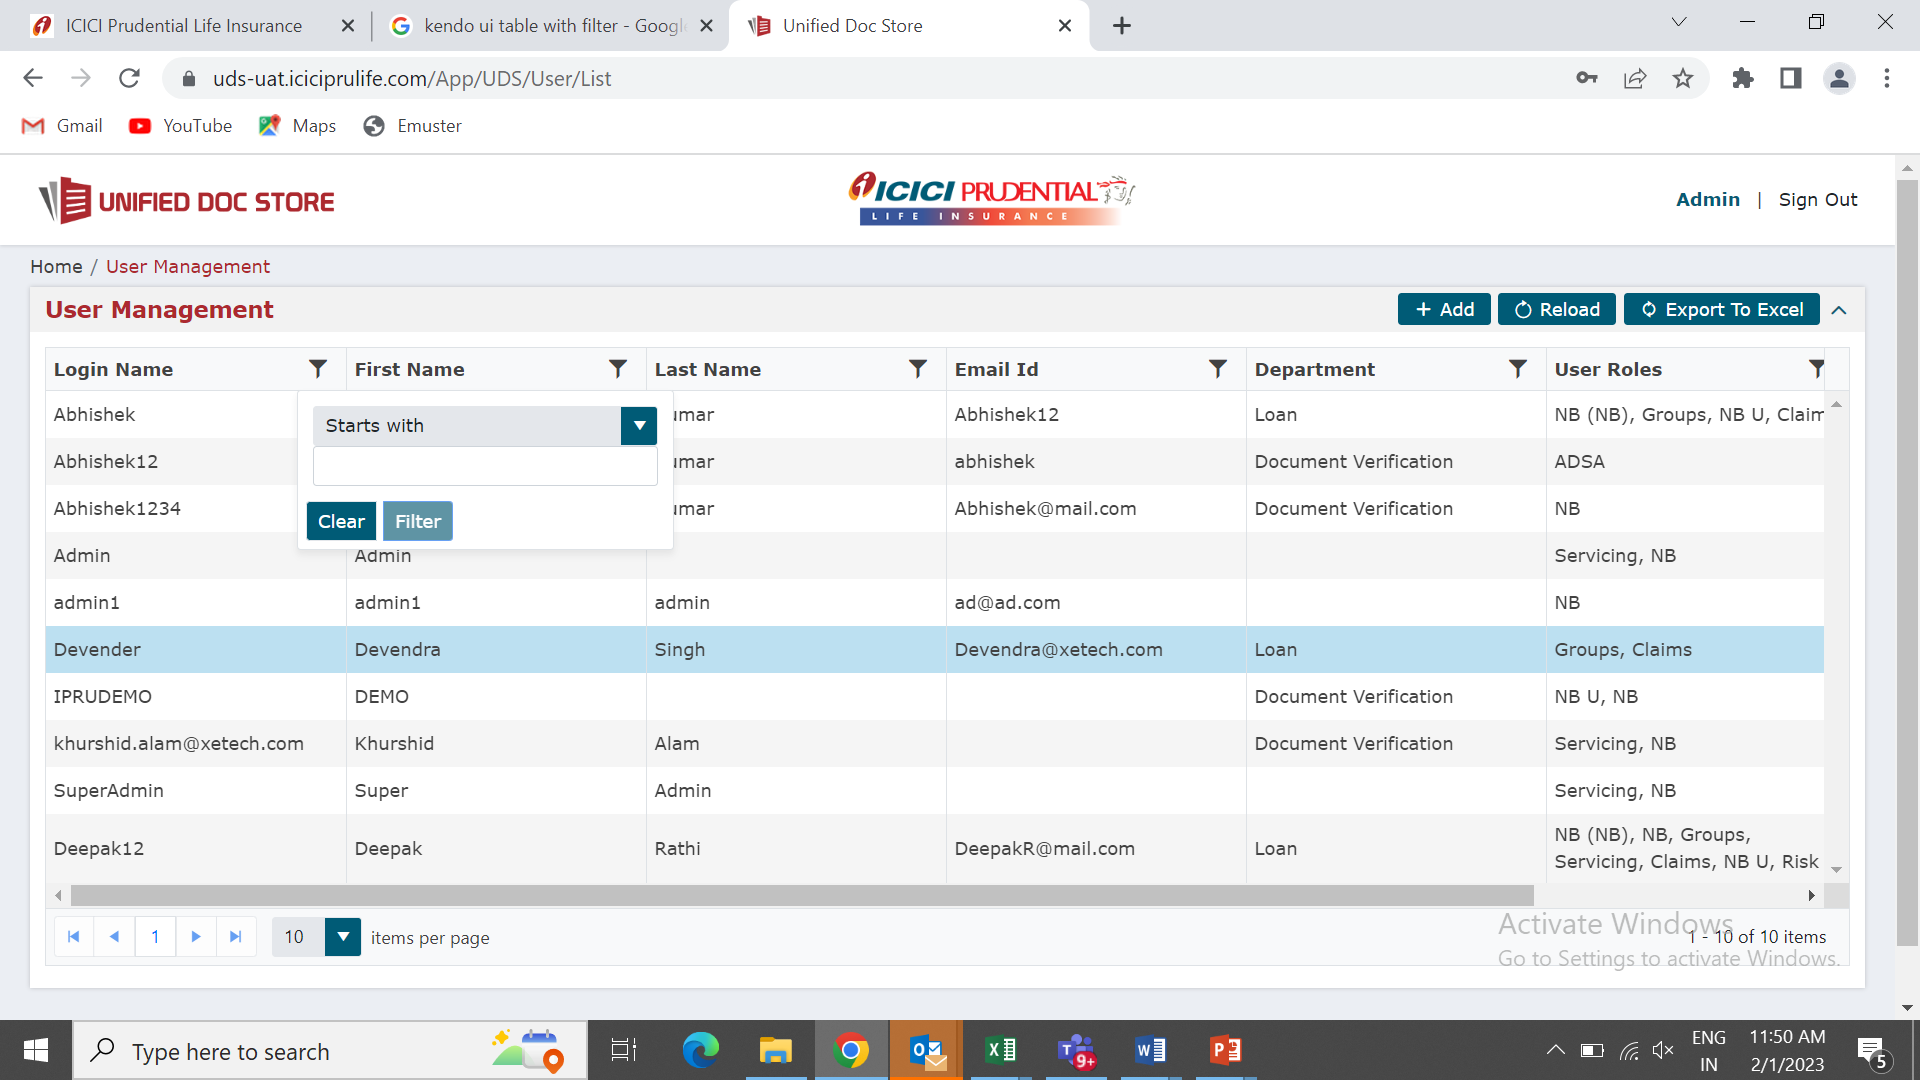 ICICI Prudential Life Insurance
kendo ui table with filter - Google
Unified Doc Store
uds-uat.iciciprulife.com/App/UDS/User/List
Gmail YouTube Maps Emuster
UNIFIED DOC STORE
ICICI PRUDENTIAL
LIFE INSURANCE
Admin | Sign Out
Home / User Management
User Management
+ Add Reload Export To Excel
Login Name First Name Last Name Email Id Department User Roles
Abhishek umar Abhishek12 Loan NB (NB), Groups, NB U, Claim
Starts with
Abhishek12 umar abhishek Document Verification ADSA
Abhishek1234 umar Abhishek@mail.com Document Verification NB
Clear Filter
Admin Admin Servicing, NB
admin1 admin1 admin ad@ad.com NB
Devender Devendra Singh Devendra@xetech.com Loan Groups, Claims
IPRUDEMO DEMO Document Verification NB U, NB
khurshid.alam@xetech.com Khurshid Alam Document Verification Servicing, NB
SuperAdmin Super Admin Servicing, NB
Deepak12 Deepak Rathi DeepakR@mail.com Loan NB (NB), NB, Groups,
Servicing, Claims, NB U, Risk
1 10 items per page 1 - 10 of 10 items
Activate Windows
Go to Settings to activate Windows.
Type here to search
9+
ENG
IN
11:50 AM
2/1/2023
5